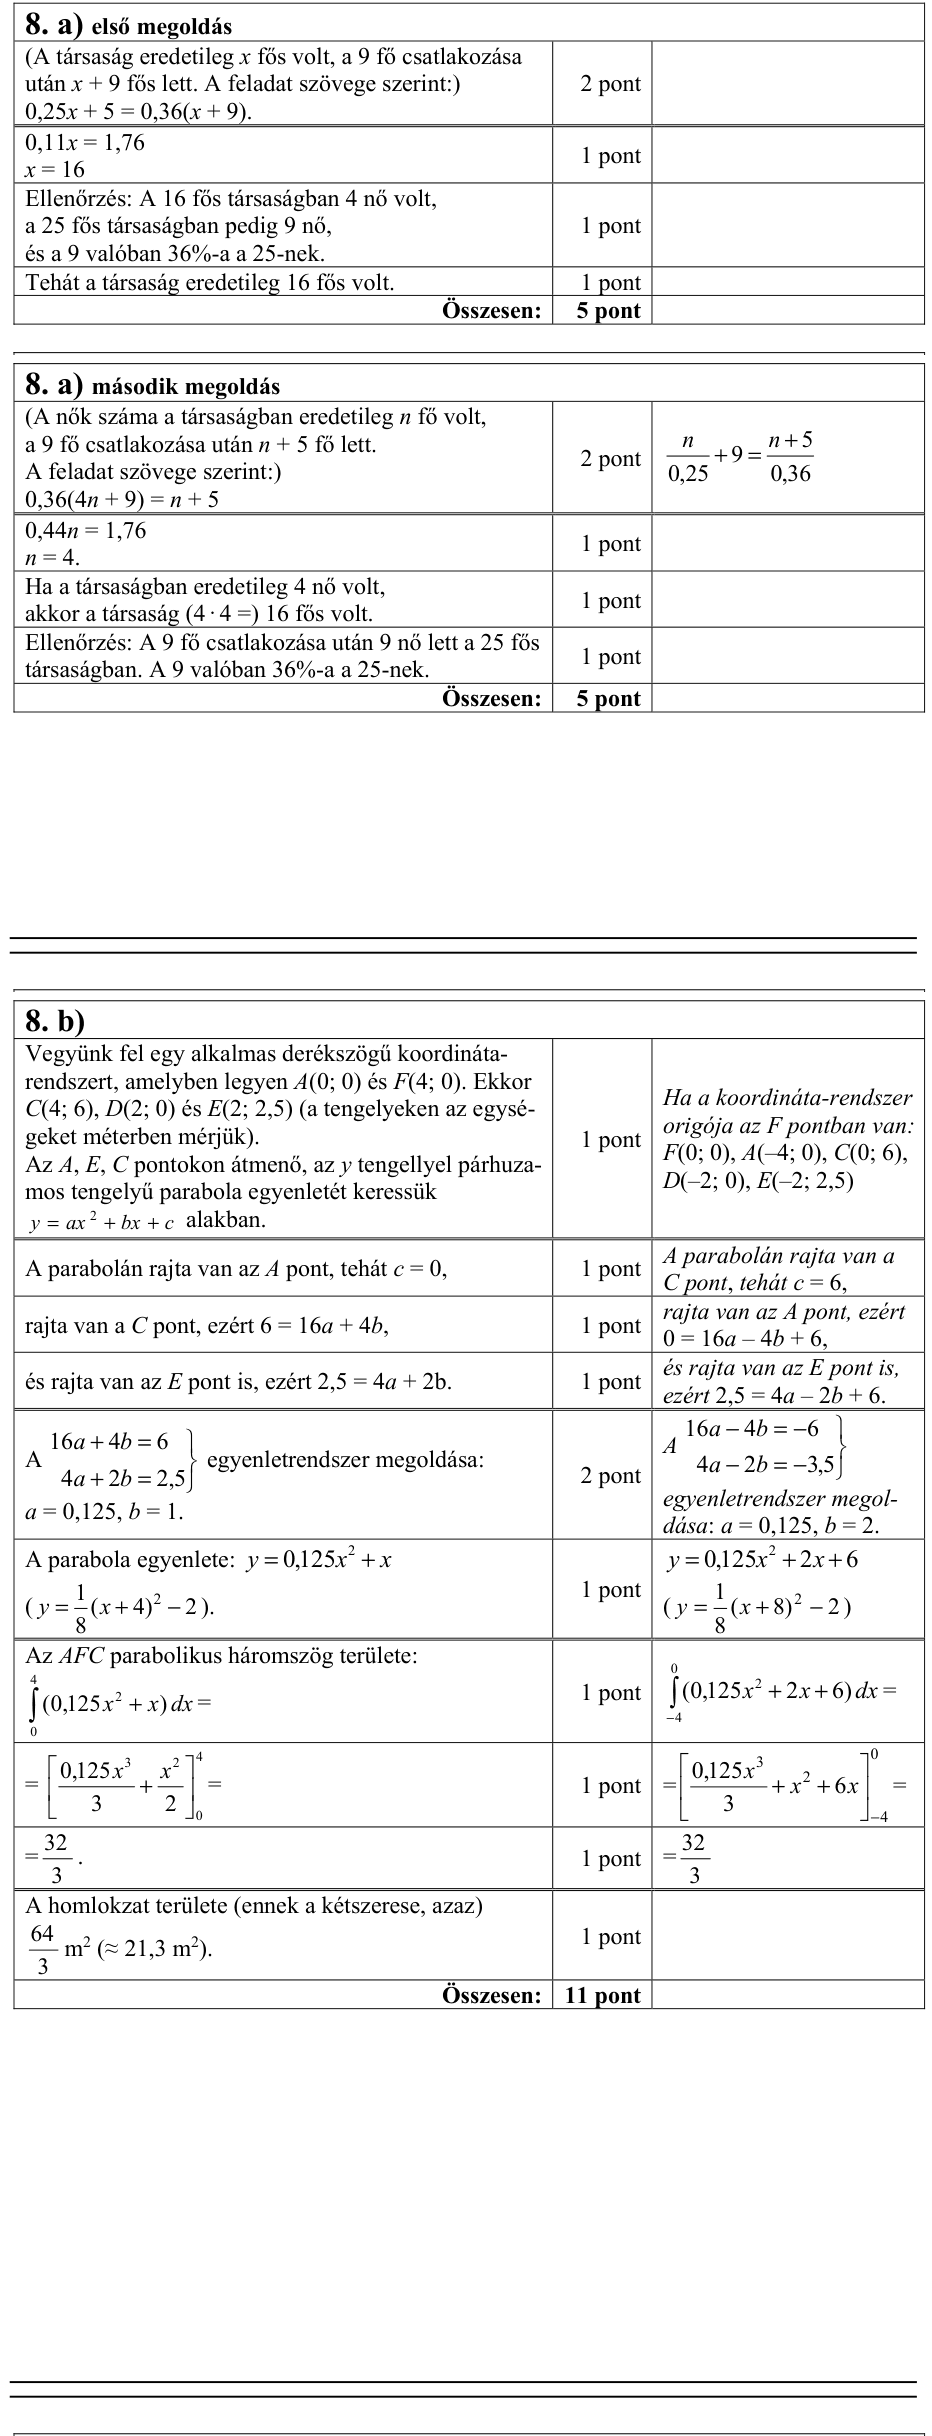 8. a) első megoldás
(A társaság eredetileg x fős volt, a 9 fő csatlakozása
után x + 9 fős lett. A feladat szövege szerint:)
0,25x + 5 = 0,36(x + 9).
2 pont
0,11x = 1,76
x = 16
1 pont
Ellenőrzés: A 16 fős társaságban 4 nő volt,
a 25 fős társaságban pedig 9 nő,
és a 9 valóban 36%-a a 25-nek.
1 pont
Tehát a társaság eredetileg 16 fős volt.
1 pont
Összesen:
5 pont
8. a) második megoldás
(A nők száma a társaságban eredetileg n fő volt,
a 9 fő csatlakozása után n + 5 fő lett.
A feladat szövege szerint:)
0,36(4n + 9) = n + 5
2 pont
n/0,25 + 9 = (n + 5)/0,36
0,44n = 1,76
n = 4.
1 pont
Ha a társaságban eredetileg 4 nő volt,
akkor a társaság (4 · 4 =) 16 fős volt.
1 pont
Ellenőrzés: A 9 fő csatlakozása után 9 nő lett a 25 fős
társaságban. A 9 valóban 36%-a a 25-nek.
1 pont
Összesen:
5 pont
8. b)
Vegyünk fel egy alkalmas derékszögű koordináta-
rendszert, amelyben legyen A(0; 0) és F(4; 0). Ekkor
C(4; 6), D(2; 0) és E(2; 2,5) (a tengelyeken az egysé-
geket méterben mérjük).
Az A, E, C pontokon átmenő, az y tengellyel párhuza-
mos tengelyű parabola egyenletét keressük
y = ax² + bx + c alakban.
1 pont
Ha a koordináta-rendszer
origója az F pontban van:
F(0; 0), A(–4; 0), C(0; 6),
D(–2; 0), E(–2; 2,5)
A parabolán rajta van az A pont, tehát c = 0,
1 pont
A parabolán rajta van a
C pont, tehát c = 6,
rajta van a C pont, ezért 6 = 16a + 4b,
1 pont
rajta van az A pont, ezért
0 = 16a – 4b + 6,
és rajta van az E pont is, ezért 2,5 = 4a + 2b.
1 pont
és rajta van az E pont is,
ezért 2,5 = 4a – 2b + 6.
A 16a + 4b = 6
4a + 2b = 2,5 } egyenletrendszer megoldása:
a = 0,125, b = 1.
2 pont
A 16a − 4b = −6
4a − 2b = −3,5 }
egyenletrendszer megol-
dása: a = 0,125, b = 2.
A parabola egyenlete: y = 0,125x² + x
( y = 1/8 (x + 4)² − 2 ).
1 pont
y = 0,125x² + 2x + 6
( y = 1/8 (x + 8)² − 2 )
Az AFC parabolikus háromszög területe:
∫₀⁴ (0,125x² + x) dx =
1 pont
∫₋₄⁰ (0,125x² + 2x + 6) dx =
= [0,125x³/3 + x²/2]₀⁴ =
1 pont
= [0,125x³/3 + x² + 6x]₋₄⁰ =
= 32/3 .
1 pont
= 32/3
A homlokzat területe (ennek a kétszerese, azaz)
64/3 m² (≈ 21,3 m²).
1 pont
Összesen:
11 pont